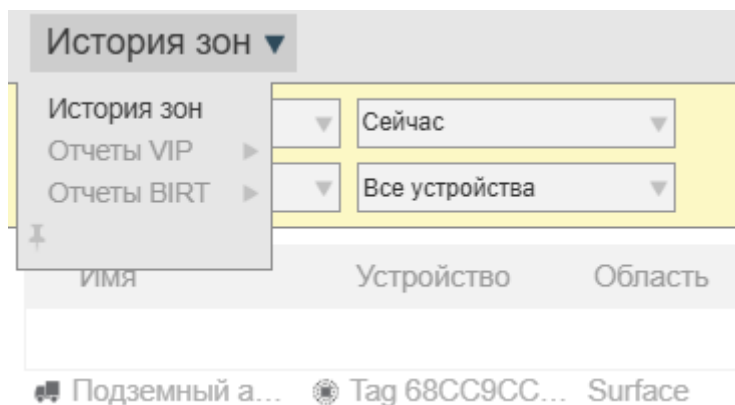 История зон
История зон
Отчеты VIP
Отчеты BIRT
Сейчас
Все устройства
Имя Устройство Область
Подземный а... Tag 68CC9CC... Surface